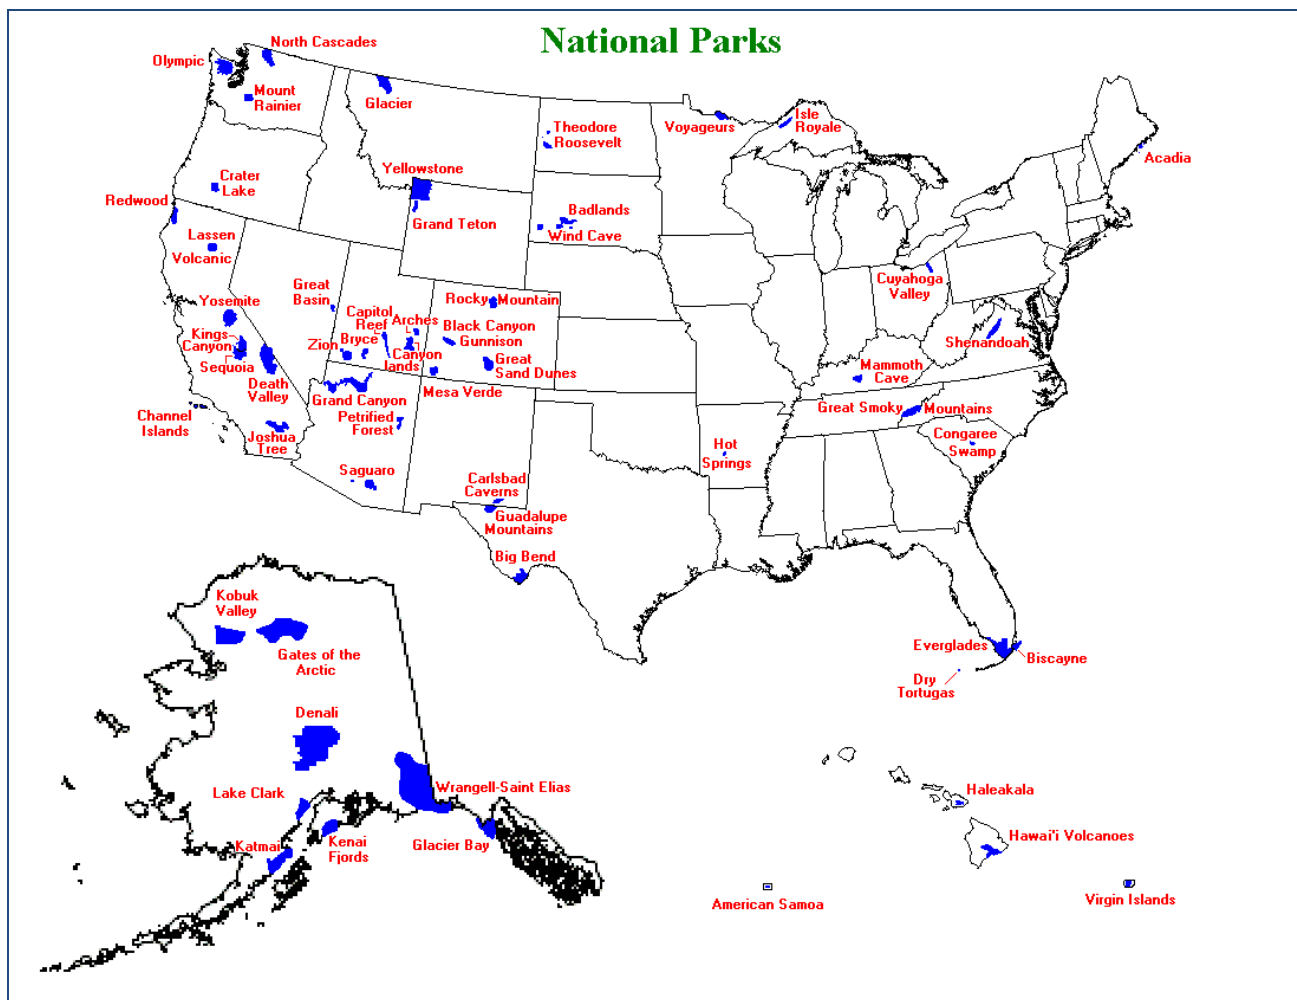 National Parks
North Cascades
Olympic
Mount
Rainier
Glacier
Theodore
Roosevelt
Voyageurs
Isle
Royale
Acadia
Yellowstone
Crater
Lake
Redwood
Grand Teton
Badlands
Wind Cave
Lassen
Volcanic
Cuyahoga
Valley
Great
Basin
Yosemite
Rocky Mountain
Capitol
Reef
Arches
Black Canyon
Gunnison
Kings
Canyon
Sequoia
Zion
Bryce
Canyon
lands
Great
Sand Dunes
Shenandoah
Mammoth
Cave
Death
Valley
Grand Canyon
Mesa Verde
Channel
Islands
Petrified
Forest
Great Smoky Mountains
Joshua
Tree
Hot
Springs
Congaree
Swamp
Saguaro
Carlsbad
Caverns
Guadalupe
Mountains
Big Bend
Kobuk
Valley
Gates of the
Arctic
Everglades
Biscayne
Dry
Tortugas
Denali
Lake Clark
Wrangell-Saint Elias
Haleakala
Katmai
Kenai
Fjords
Glacier Bay
Hawai'i Volcanoes
American Samoa
Virgin Islands